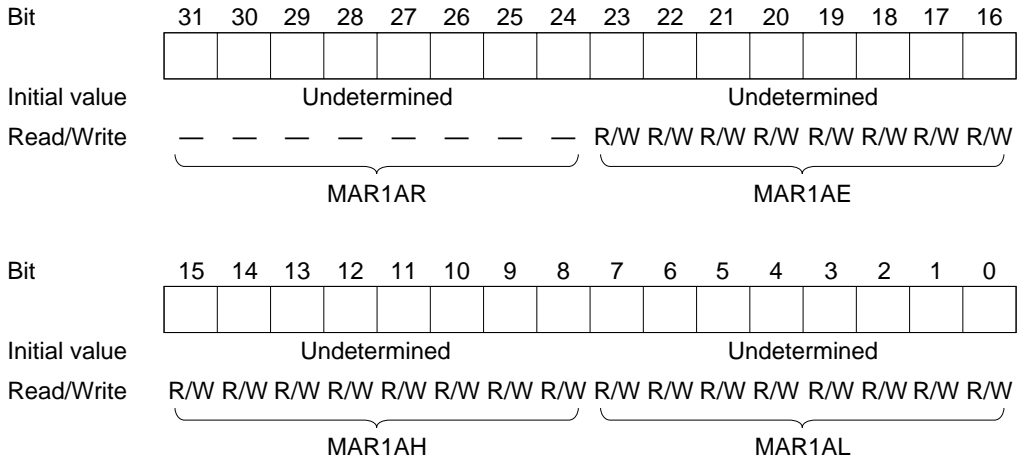 Bit 31 30 29 28 27 26 25 24 23 22 21 20 19 18 17 16
Initial value Undetermined Undetermined
Read/Write — — — — — — — — R/W R/W R/W R/W R/W R/W R/W R/W
MAR1AR MAR1AE
Bit 15 14 13 12 11 10 9 8 7 6 5 4 3 2 1 0
Initial value Undetermined Undetermined
Read/Write R/W R/W R/W R/W R/W R/W R/W R/W R/W R/W R/W R/W R/W R/W R/W R/W
MAR1AH MAR1AL